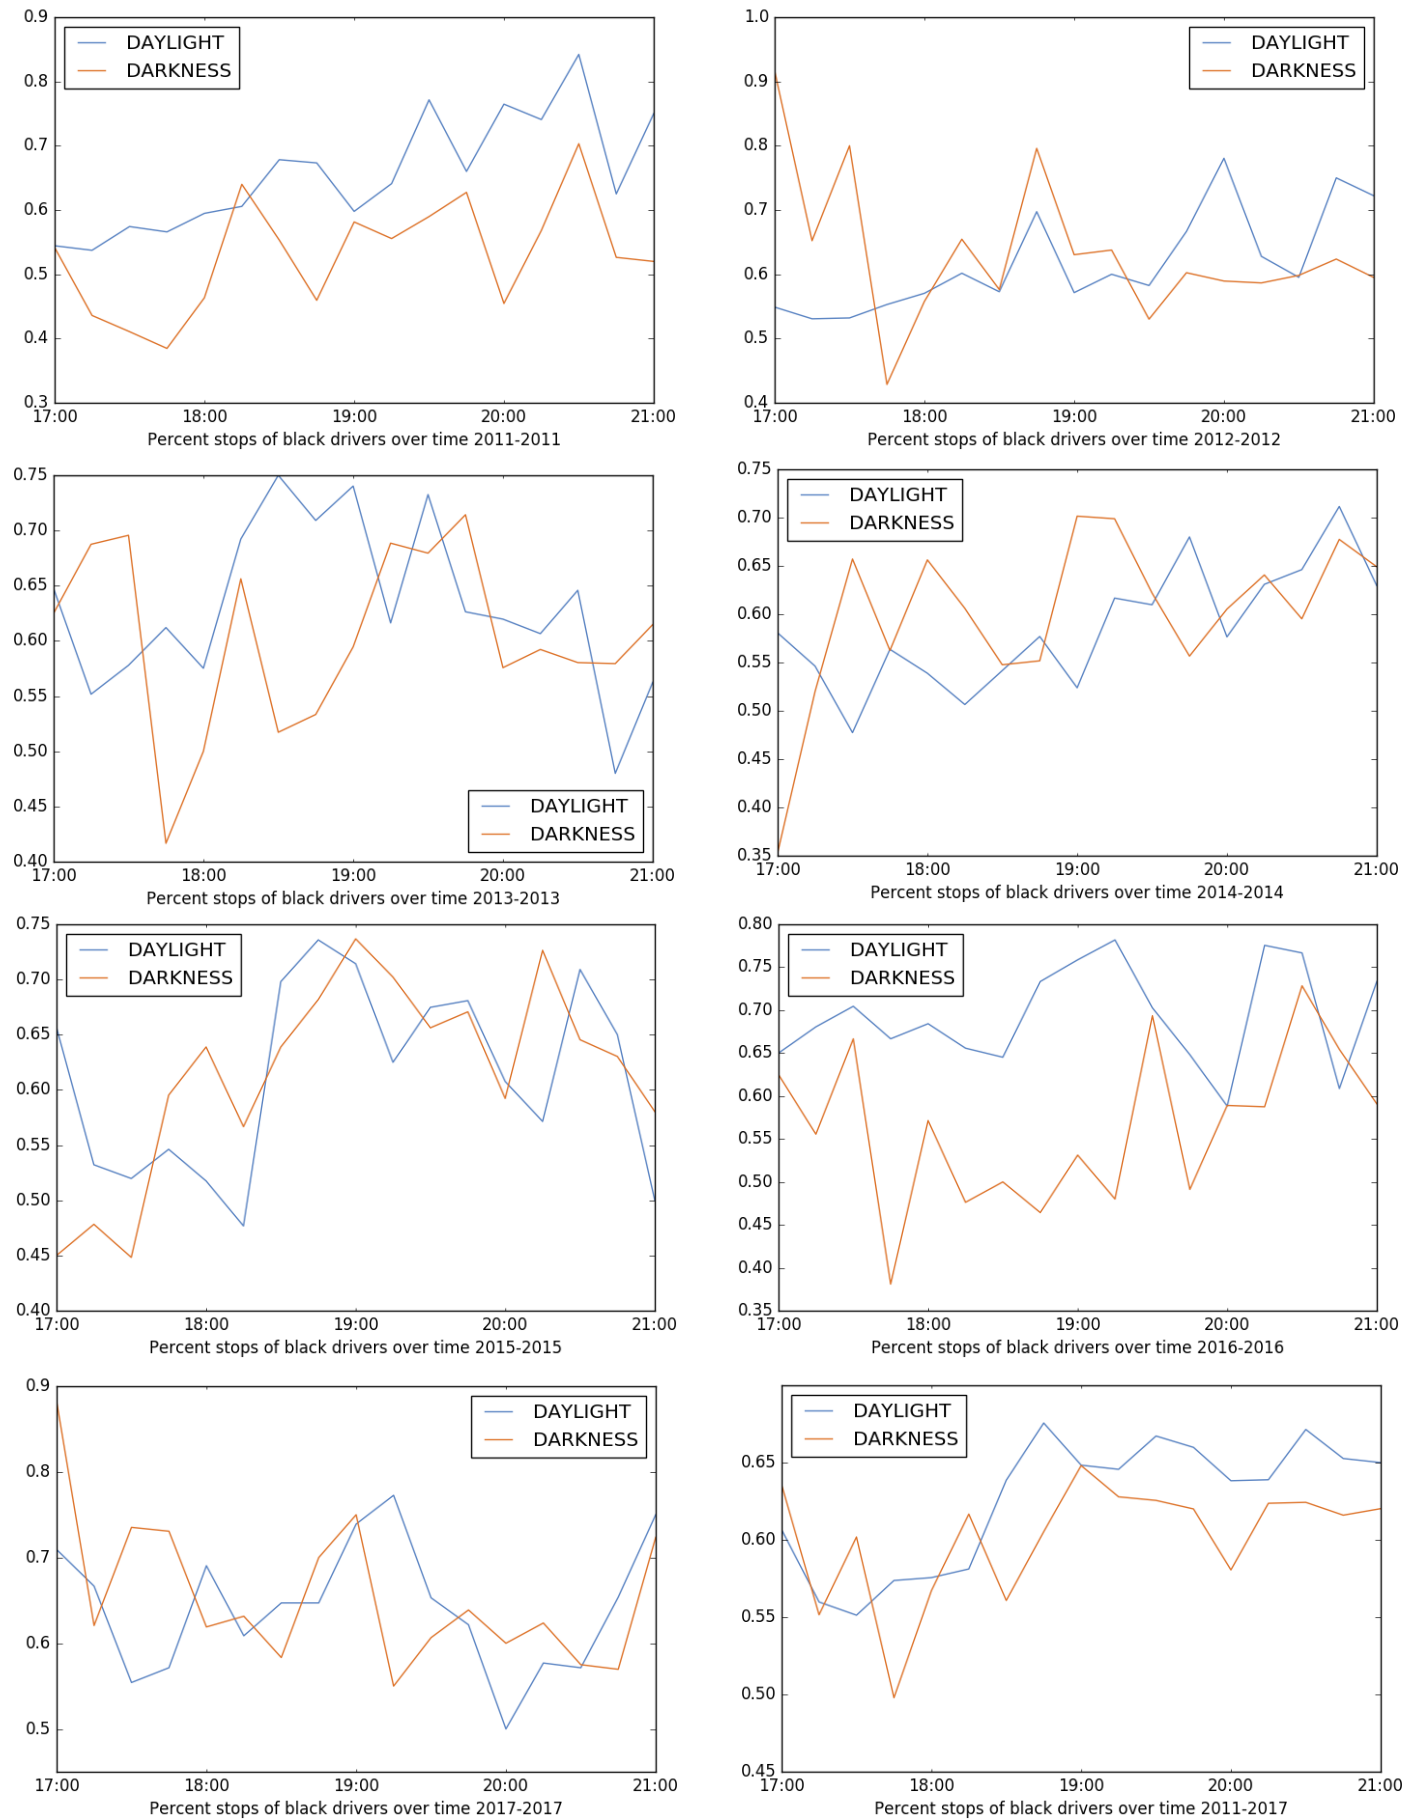 0.9
0.8
0.7
0.6
0.5
0.4
0.3
DAYLIGHT
DARKNESS
17:00 18:00 19:00 20:00 21:00
Percent stops of black drivers over time 2011-2011
1.0
0.9
0.8
0.7
0.6
0.5
0.4
DAYLIGHT
DARKNESS
17:00 18:00 19:00 20:00 21:00
Percent stops of black drivers over time 2012-2012
0.75
0.70
0.65
0.60
0.55
0.50
0.45
0.40
DAYLIGHT
DARKNESS
17:00 18:00 19:00 20:00 21:00
Percent stops of black drivers over time 2013-2013
0.75
0.70
0.65
0.60
0.55
0.50
0.45
0.40
0.35
DAYLIGHT
DARKNESS
17:00 18:00 19:00 20:00 21:00
Percent stops of black drivers over time 2014-2014
0.75
0.70
0.65
0.60
0.55
0.50
0.45
0.40
DAYLIGHT
DARKNESS
17:00 18:00 19:00 20:00 21:00
Percent stops of black drivers over time 2015-2015
0.80
0.75
0.70
0.65
0.60
0.55
0.50
0.45
0.40
0.35
DAYLIGHT
DARKNESS
17:00 18:00 19:00 20:00 21:00
Percent stops of black drivers over time 2016-2016
0.9
0.8
0.7
0.6
0.5
DAYLIGHT
DARKNESS
17:00 18:00 19:00 20:00 21:00
Percent stops of black drivers over time 2017-2017
0.65
0.60
0.55
0.50
0.45
DAYLIGHT
DARKNESS
17:00 18:00 19:00 20:00 21:00
Percent stops of black drivers over time 2011-2017